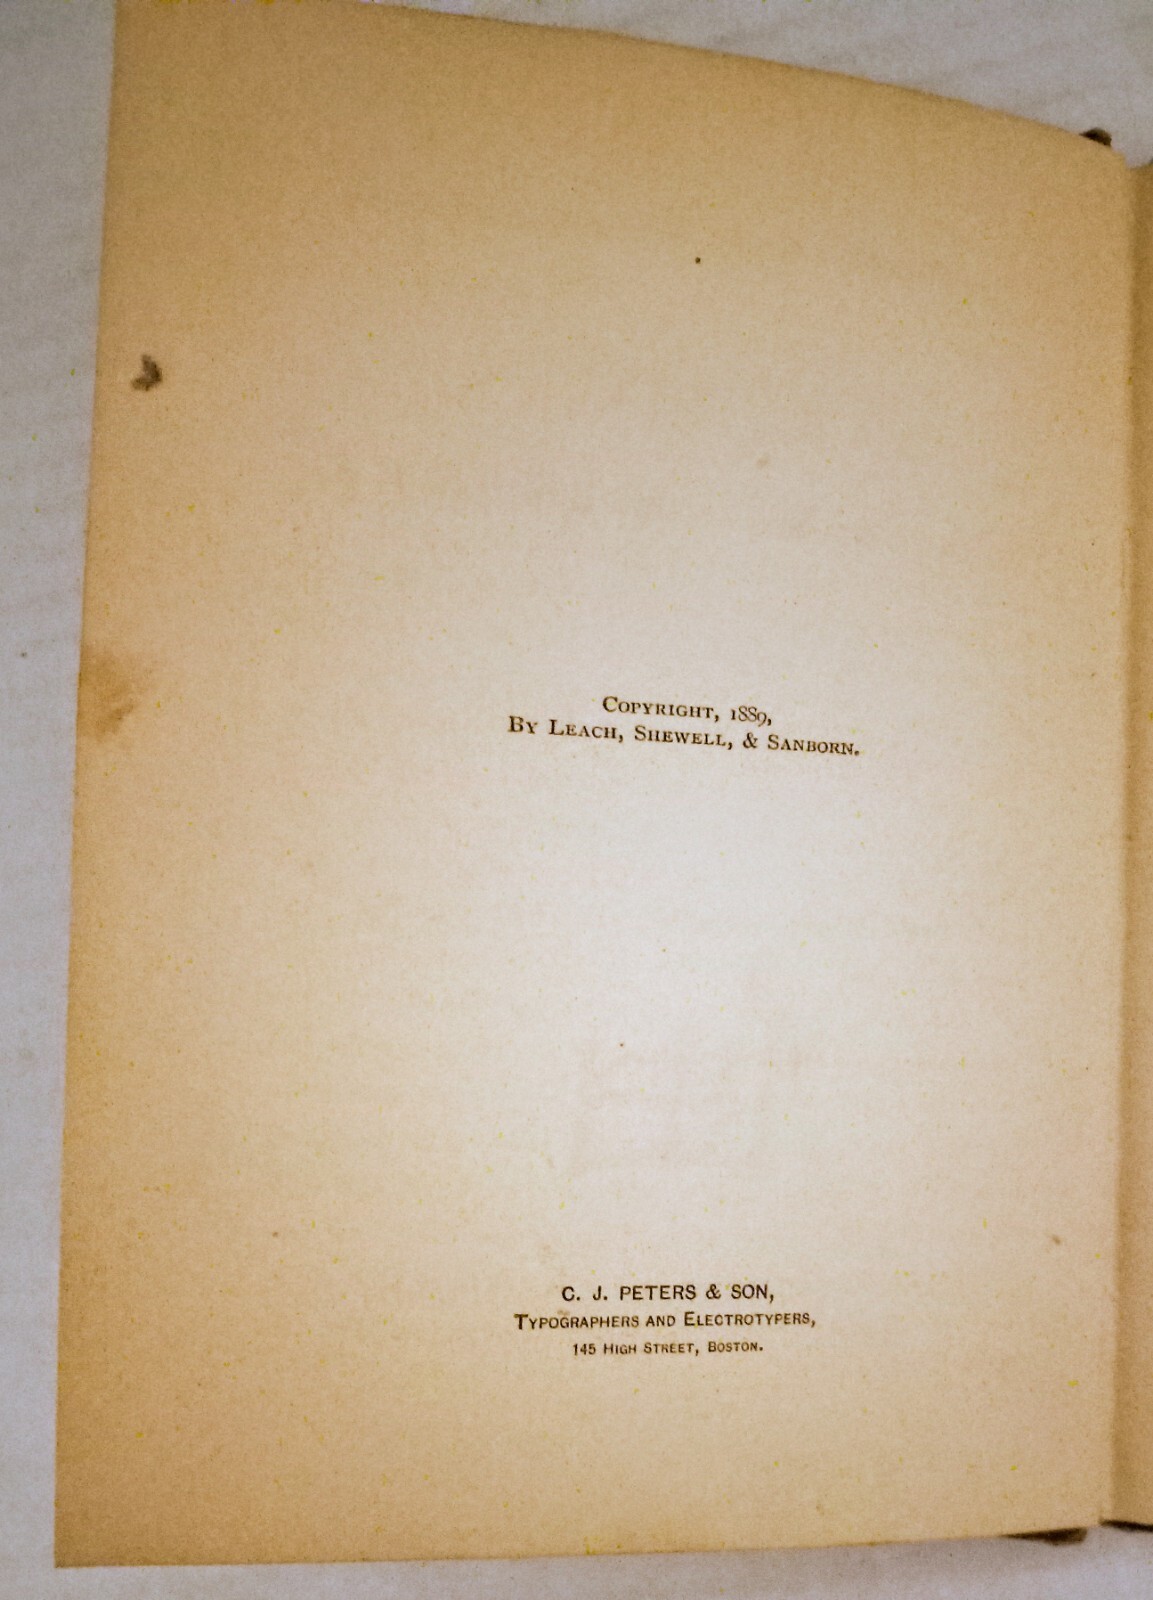 COPYRIGHT, 1889,
BY LEACH, SHEWELL, & SANBORN.
C. J. PETERS & SON,
TYPOGRAPHERS AND ELECTROTYPERS,
145 HIGH STREET, BOSTON.